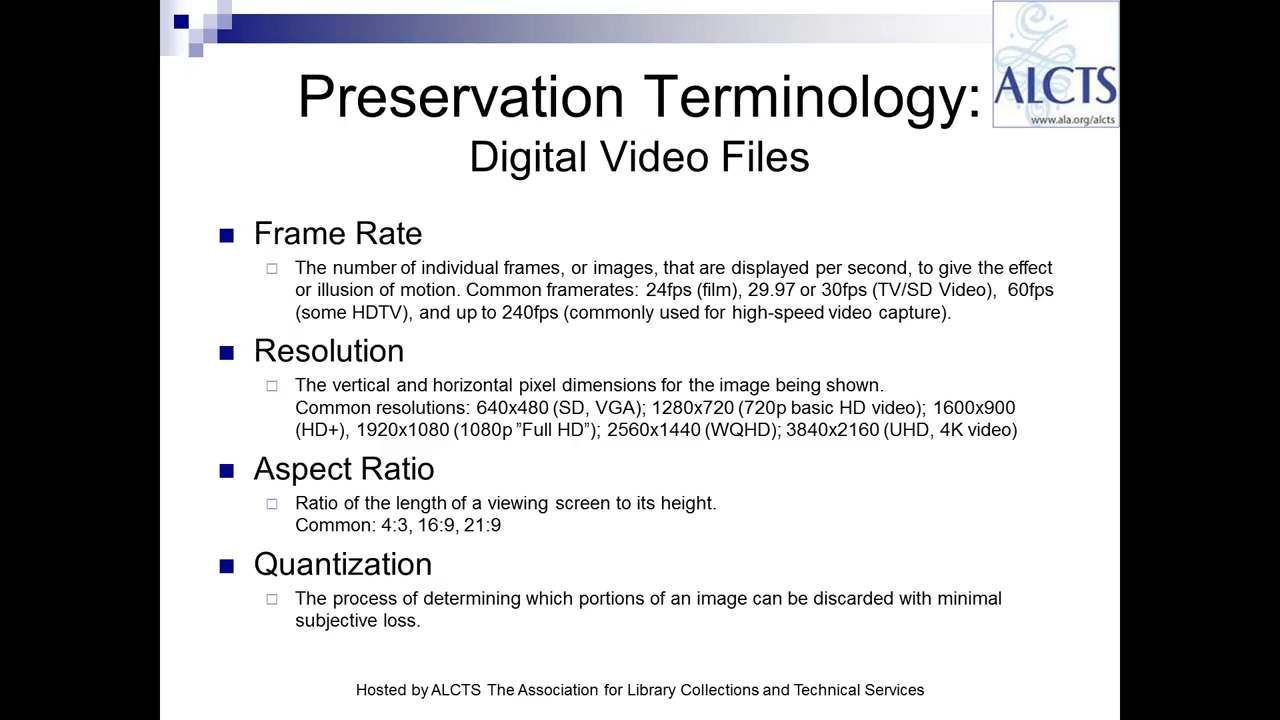 ALCTS
www.ala.org/alcts
Preservation Terminology:
Digital Video Files
Frame Rate
The number of individual frames, or images, that are displayed per second, to give the effect
or illusion of motion. Common framerates: 24fps (film), 29.97 or 30fps (TV/SD Video),  60fps
(some HDTV), and up to 240fps (commonly used for high-speed video capture).
Resolution
The vertical and horizontal pixel dimensions for the image being shown.
Common resolutions: 640x480 (SD, VGA); 1280x720 (720p basic HD video); 1600x900
(HD+), 1920x1080 (1080p ”Full HD”); 2560x1440 (WQHD); 3840x2160 (UHD, 4K video)
Aspect Ratio
Ratio of the length of a viewing screen to its height.
Common: 4:3, 16:9, 21:9
Quantization
The process of determining which portions of an image can be discarded with minimal
subjective loss.
Hosted by ALCTS The Association for Library Collections and Technical Services